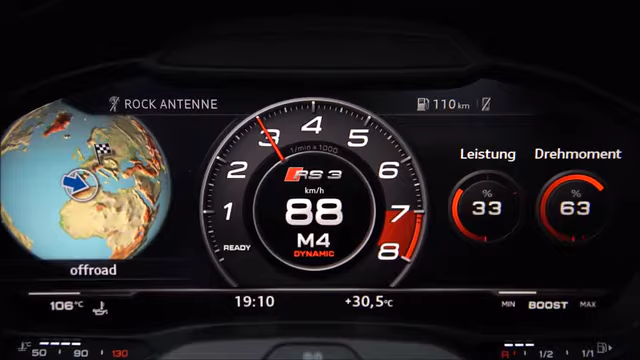 ROCK ANTENNE
110 km
1 2 3 4 5 6 7 8
1/min x 1000
RS 3
km/h
88
M4
DYNAMIC
READY
Leistung
%
33
Drehmoment
%
63
offroad
106°C
19:10
+30,5°C
MIN BOOST MAX
50 90 130
R 1/2 1/1